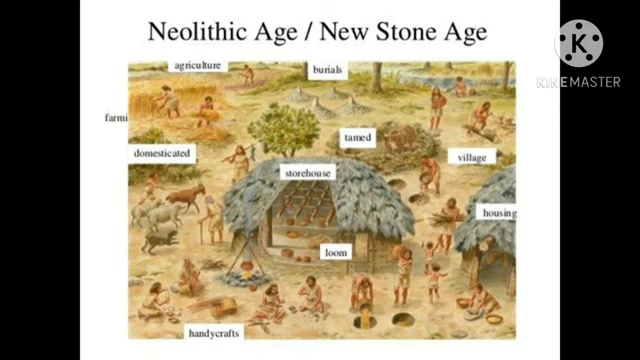 Neolithic Age / New Stone Age
K
KINEMASTER
agriculture
burials
farmi
tamed
domesticated
village
storehouse
housing
loom
handycrafts